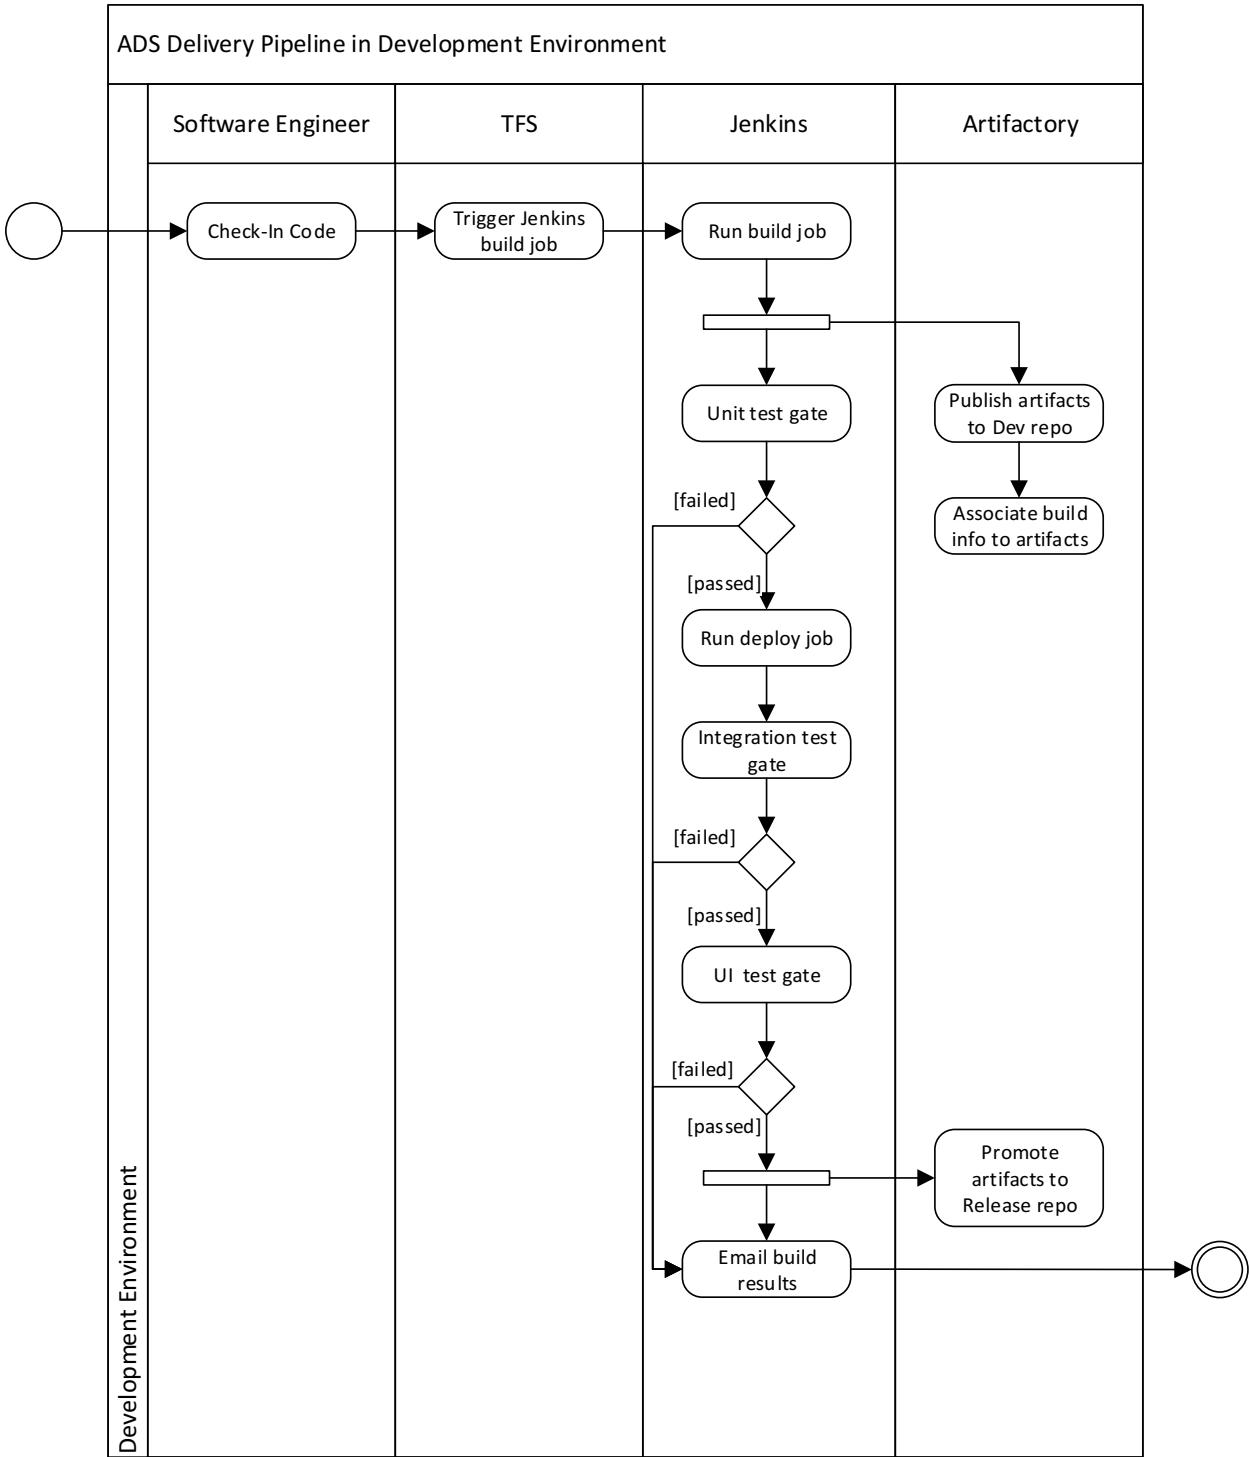 ADS Delivery Pipeline in Development Environment
Software Engineer
TFS
Jenkins
Artifactory
Check-In Code
Trigger Jenkins
build job
Run build job
Unit test gate
Publish artifacts
to Dev repo
[failed]
Associate build
info to artifacts
[passed]
Run deploy job
Integration test
gate
[failed]
[passed]
UI test gate
[failed]
[passed]
Promote
artifacts to
Release repo
Email build
results
Development Environment